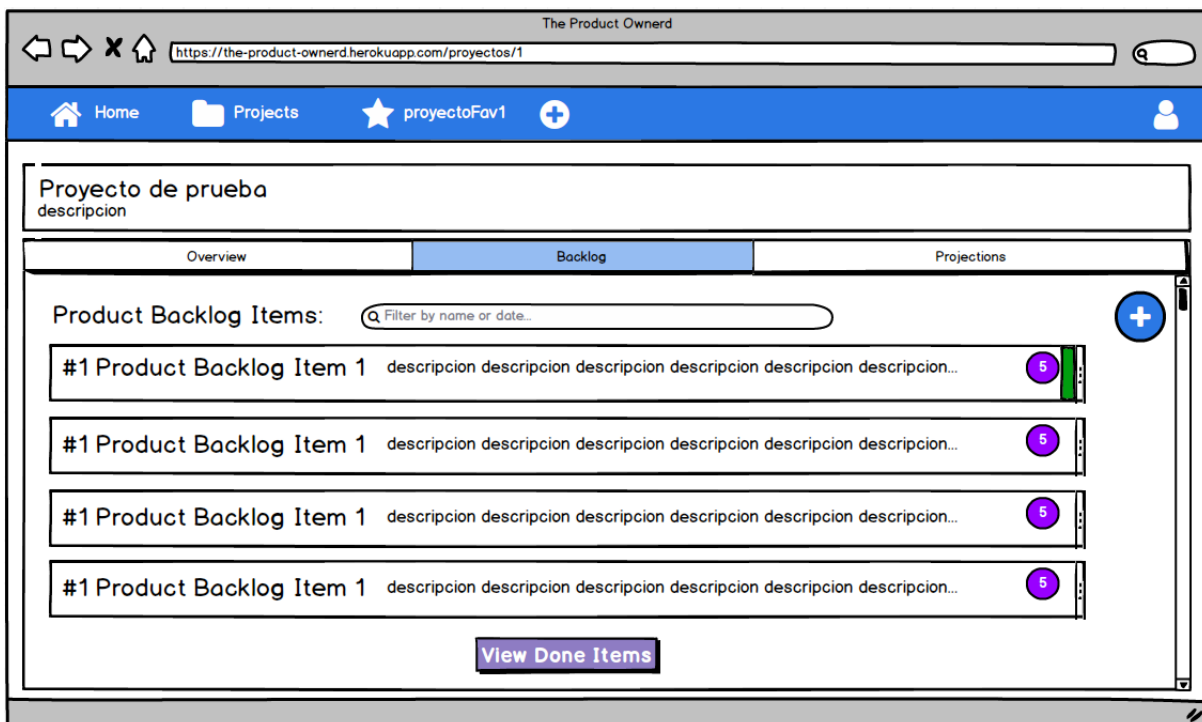 The Product Ownerd
https://the-product-ownerd.herokuapp.com/proyectos/1
Home Projects proyectoFav1
Proyecto de prueba
descripcion
Overview Backlog Projections
Product Backlog Items: Filter by name or date...
#1 Product Backlog Item 1 descripcion descripcion descripcion descripcion descripcion descripcion... 5
#1 Product Backlog Item 1 descripcion descripcion descripcion descripcion descripcion descripcion... 5
#1 Product Backlog Item 1 descripcion descripcion descripcion descripcion descripcion descripcion... 5
#1 Product Backlog Item 1 descripcion descripcion descripcion descripcion descripcion descripcion... 5
View Done Items